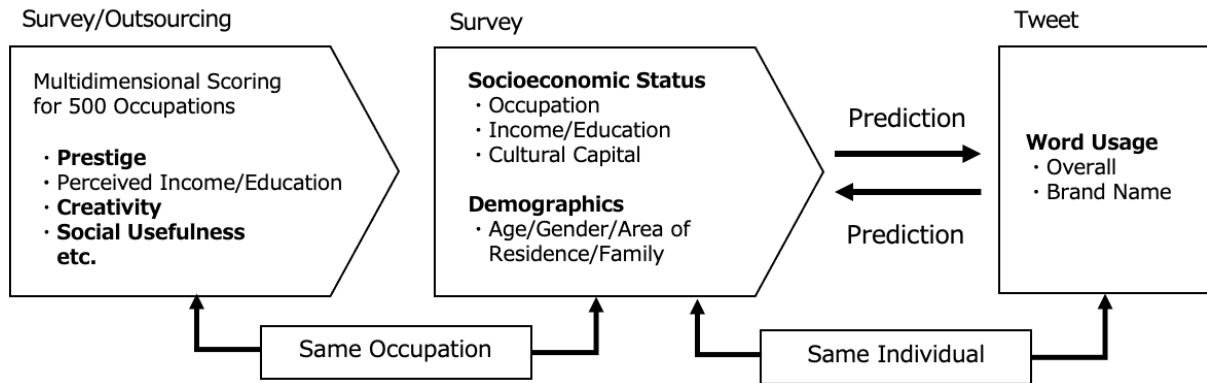 Survey/Outsourcing
Multidimensional Scoring
for 500 Occupations
・Prestige
・Perceived Income/Education
・Creativity
・Social Usefulness
etc.
Survey
Socioeconomic Status
・Occupation
・Income/Education
・Cultural Capital
Demographics
・Age/Gender/Area of
Residence/Family
Prediction
Prediction
Tweet
Word Usage
・Overall
・Brand Name
Same Occupation
Same Individual